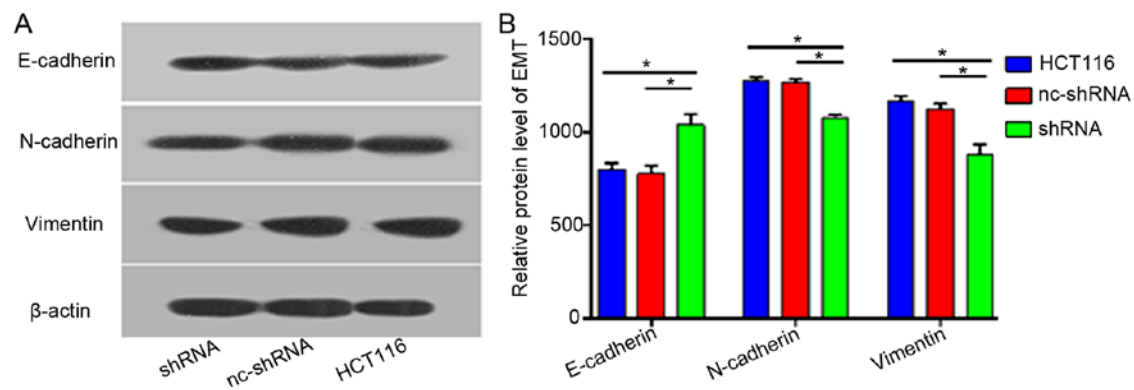 A
E-cadherin
N-cadherin
Vimentin
β-actin
shRNA
nc-shRNA
HCT116
B
Relative protein level of EMT
1500
1000
500
0
*
*
*
*
*
*
E-cadherin
N-cadherin
Vimentin
HCT116
nc-shRNA
shRNA